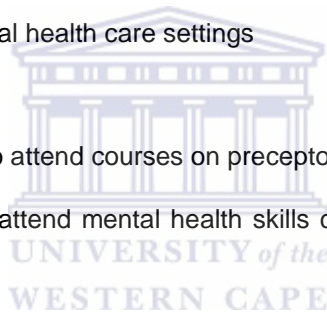 al health care settings
attend courses on precepto
attend mental health skills
UNIVERSITY of the
WESTERN CAPE